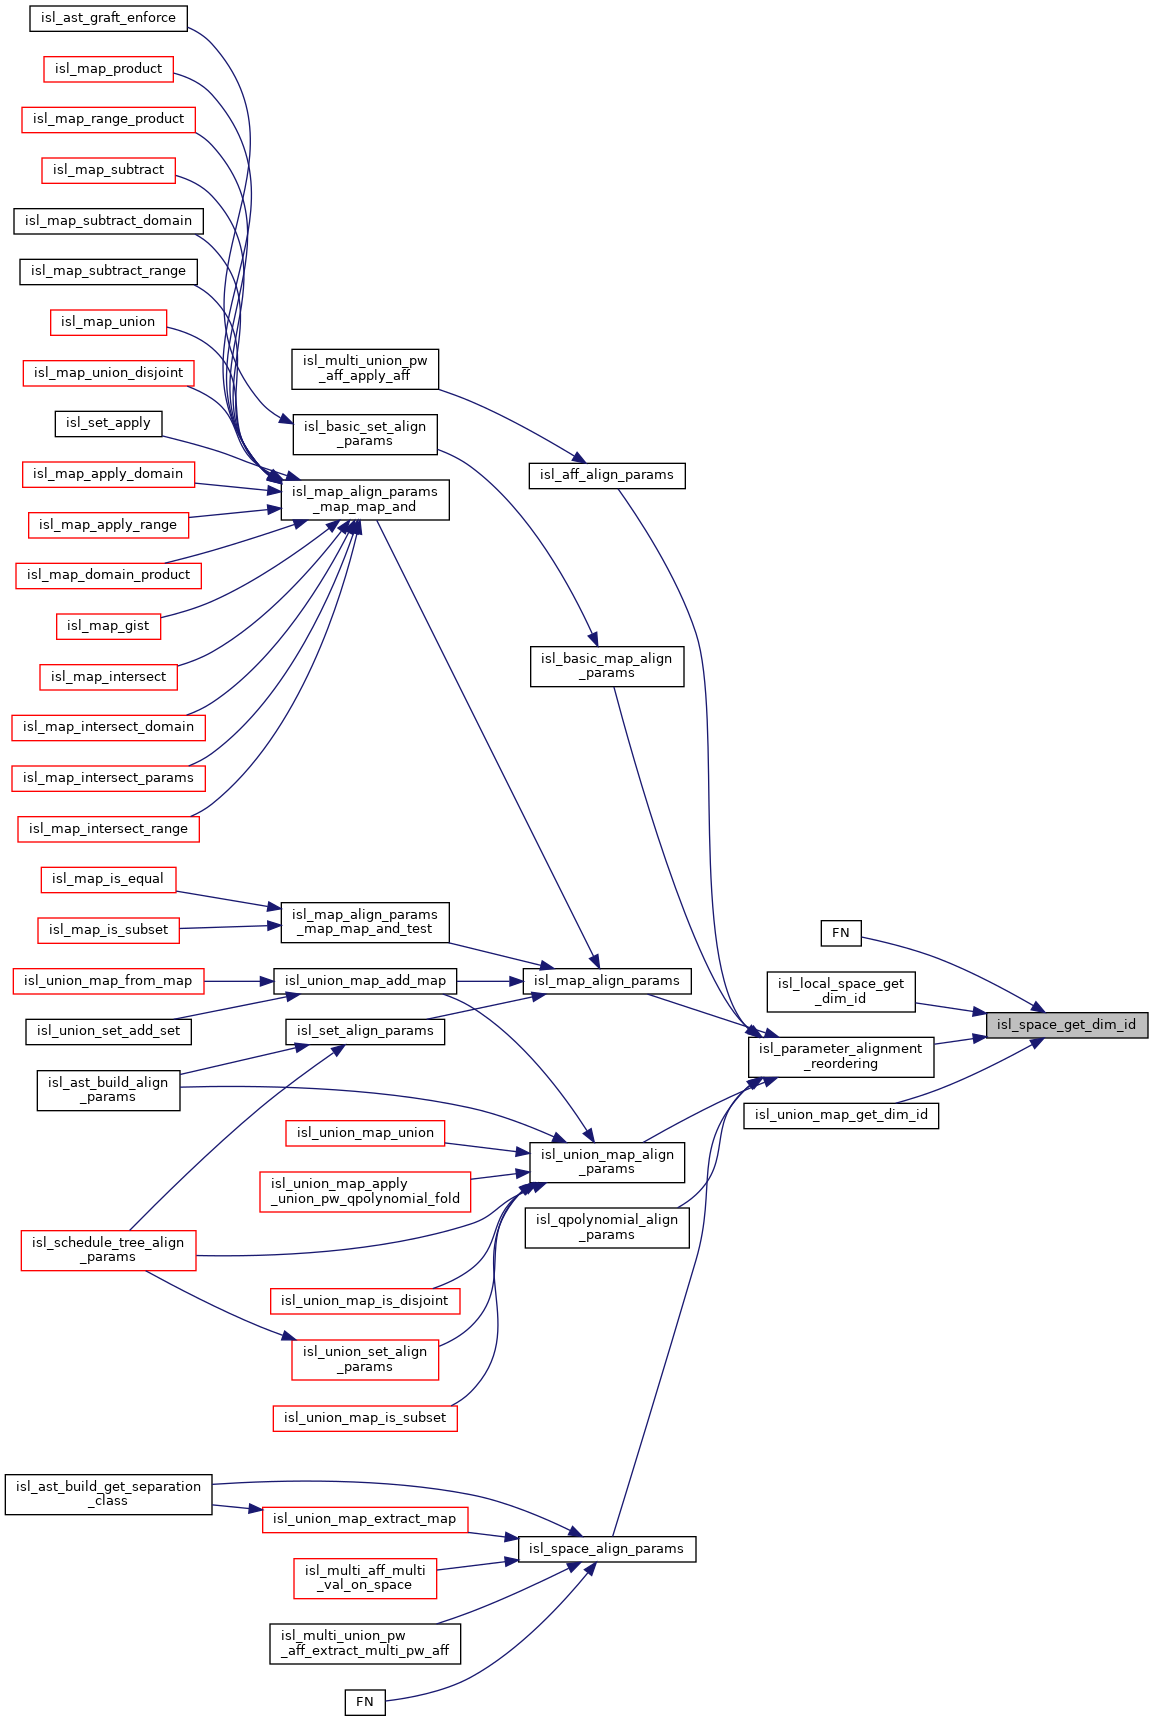 isl_ast_graft_enforce
isl_map_product
isl_map_range_product
isl_map_subtract
isl_map_subtract_domain
isl_map_subtract_range
isl_map_union
isl_map_union_disjoint
isl_set_apply
isl_map_apply_domain
isl_map_apply_range
isl_map_domain_product
isl_map_gist
isl_map_intersect
isl_map_intersect_domain
isl_map_intersect_params
isl_map_intersect_range
isl_map_is_equal
isl_map_is_subset
isl_union_map_from_map
isl_union_set_add_set
isl_ast_build_align
_params
isl_schedule_tree_align
_params
isl_ast_build_get_separation
_class
isl_multi_union_pw
_aff_apply_aff
isl_basic_set_align
_params
isl_map_align_params
_map_map_and
isl_map_align_params
_map_map_and_test
isl_union_map_add_map
isl_set_align_params
isl_union_map_union
isl_union_map_apply
_union_pw_qpolynomial_fold
isl_union_map_is_disjoint
isl_union_set_align
_params
isl_union_map_is_subset
isl_union_map_extract_map
isl_multi_aff_multi
_val_on_space
isl_multi_union_pw
_aff_extract_multi_pw_aff
FN
isl_aff_align_params
isl_basic_map_align
_params
isl_map_align_params
isl_union_map_align
_params
isl_qpolynomial_align
_params
isl_space_align_params
FN
isl_local_space_get
_dim_id
isl_parameter_alignment
_reordering
isl_union_map_get_dim_id
isl_space_get_dim_id